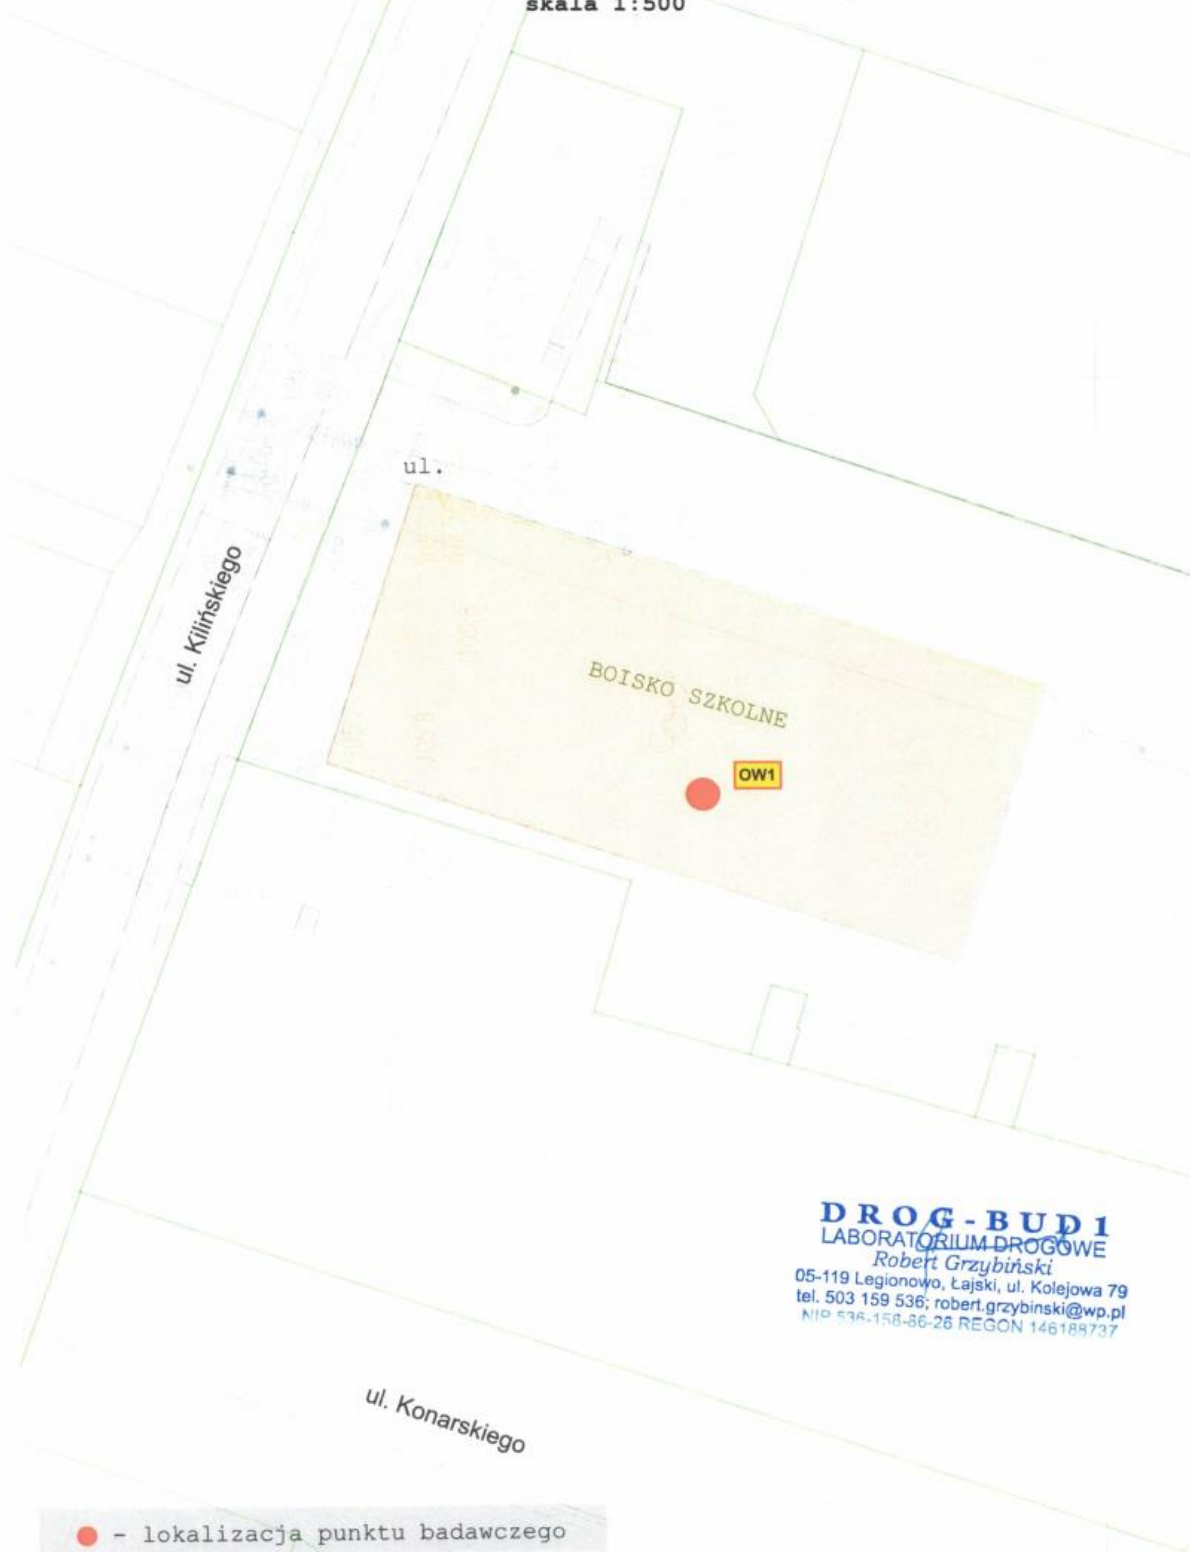 skala 1:500
ul.
ul. Kilińskiego
BOISKO SZKOLNE
OW1
DROG-BUD1
LABORATORIUM DROGOWE
Robert Grzybiński
05-119 Legionowo, Łajski, ul. Kolejowa 79
tel. 503 159 536; robert.grzybinski@wp.pl
NIP 536-158-86-26 REGON 146188737
ul. Konarskiego
- lokalizacja punktu badawczego